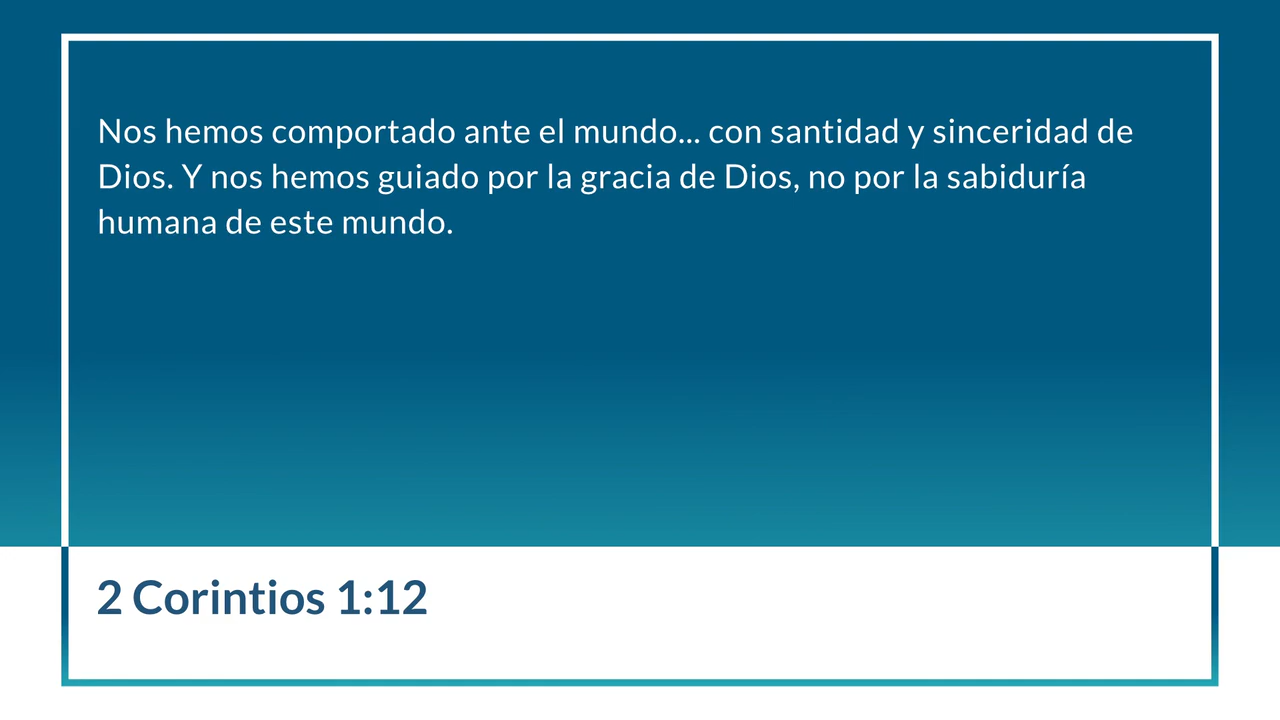 Nos hemos comportado ante el mundo... con santidad y sinceridad de
Dios. Y nos hemos guiado por la gracia de Dios, no por la sabiduría
humana de este mundo.
2 Corintios 1:12